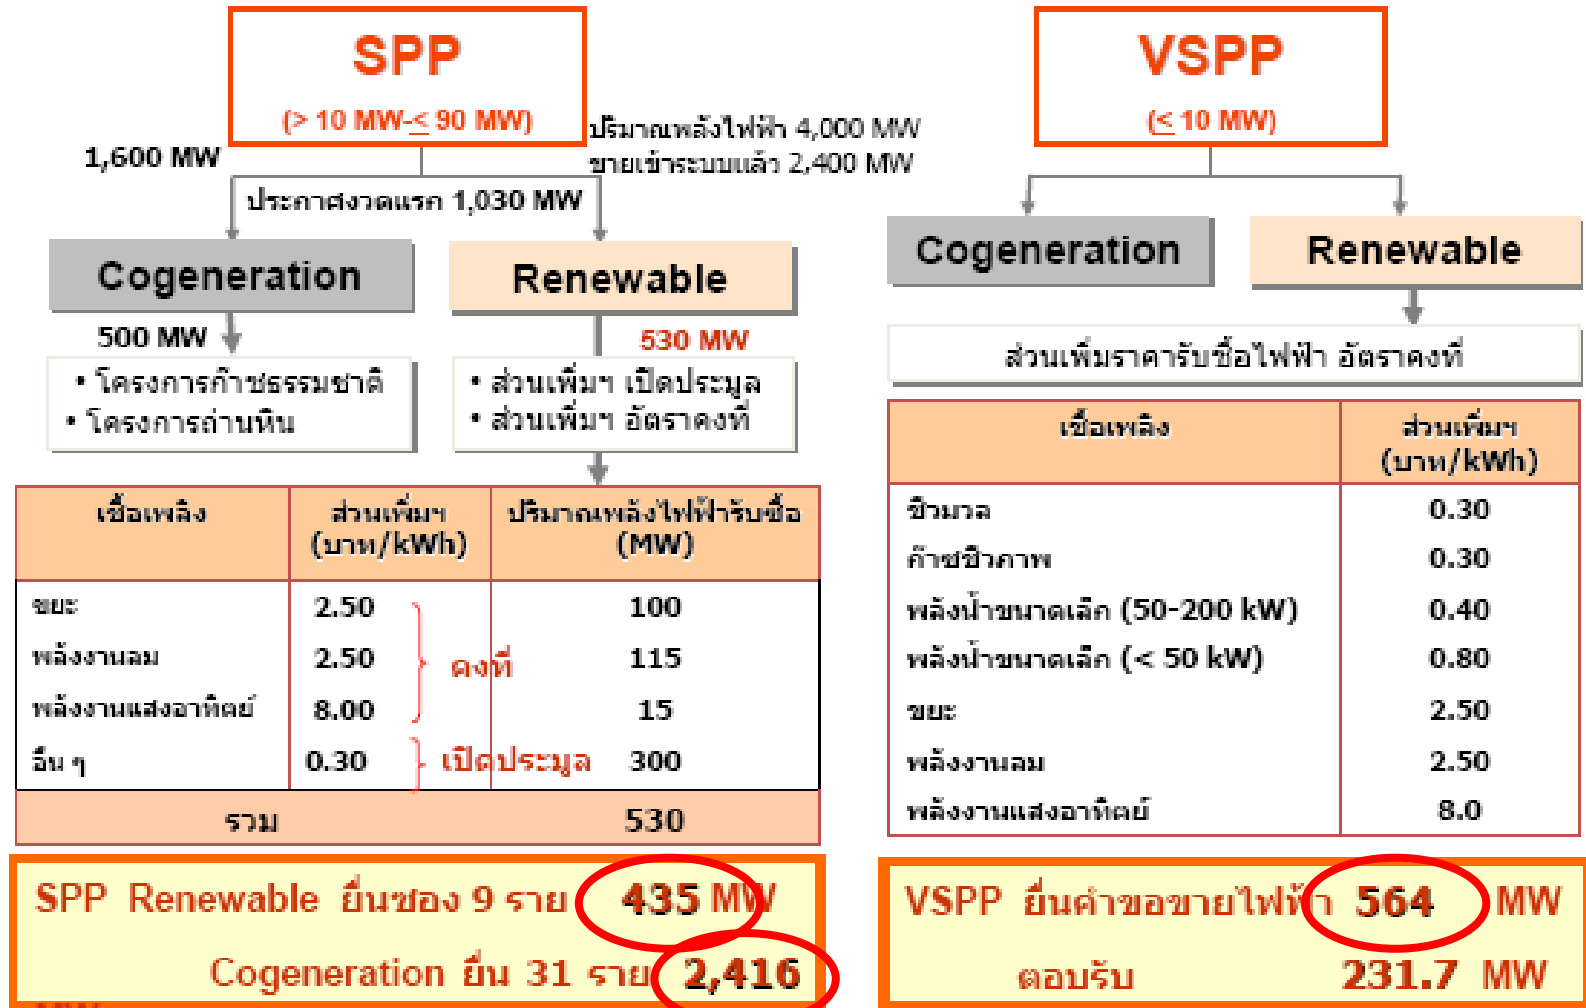 SPP
(> 10 MW-≤ 90 MW)
ปริมาณพลังไฟฟ้า 4,000 MW
ขายเข้าระบบแล้ว 2,400 MW
1,600 MW
ประกาศงวดแรก 1,030 MW
Cogeneration
Renewable
500 MW
530 MW
• โครงการก๊าซธรรมชาติ
• โครงการถ่านหิน
• ส่วนเพิ่มฯ เปิดประมูล
• ส่วนเพิ่มฯ อัตราคงที่
เชื้อเพลิง ส่วนเพิ่มฯ (บาท/kWh) ปริมาณพลังไฟฟ้ารับซื้อ (MW)
ขยะ 2.50 100
พลังงานลม 2.50 115
คงที่
พลังงานแสงอาทิตย์ 8.00 15
อื่น ๆ 0.30 เปิดประมูล 300
รวม 530
SPP Renewable ยื่นซอง 9 ราย 435 MW
Cogeneration ยื่น 31 ราย 2,416
MW
VSPP
(≤ 10 MW)
Cogeneration
Renewable
ส่วนเพิ่มราคารับซื้อไฟฟ้า อัตราคงที่
เชื้อเพลิง ส่วนเพิ่มฯ (บาท/kWh)
ชีวมวล 0.30
ก๊าซชีวภาพ 0.30
พลังน้ำขนาดเล็ก (50-200 kW) 0.40
พลังน้ำขนาดเล็ก (< 50 kW) 0.80
ขยะ 2.50
พลังงานลม 2.50
พลังงานแสงอาทิตย์ 8.0
VSPP ยื่นคำขอขายไฟฟ้า 564 MW
ตอบรับ 231.7 MW